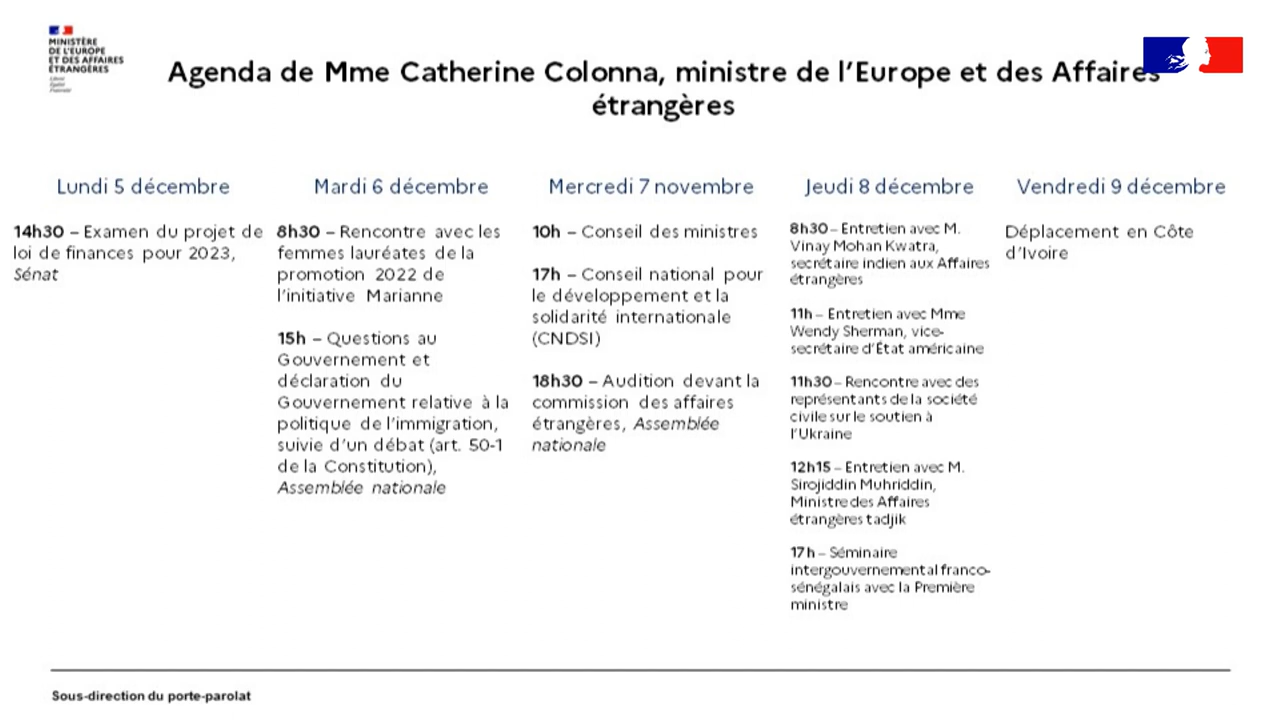 MINISTÈRE
DE L'EUROPE
ET DES AFFAIRES
ÉTRANGÈRES
Liberté
Égalité
Fraternité
Agenda de Mme Catherine Colonna, ministre de l'Europe et des Affaires
étrangères
Lundi 5 décembre
14h30 – Examen du projet de
loi de finances pour 2023,
Sénat
Mardi 6 décembre
8h30 – Rencontre avec les
femmes lauréates de la
promotion 2022 de
l'initiative Marianne
15h – Questions au
Gouvernement et
déclaration du
Gouvernement relative à la
politique de l'immigration,
suivie d'un débat (art. 50-1
de la Constitution),
Assemblée nationale
Mercredi 7 novembre
10h – Conseil des ministres
17h – Conseil national pour
le développement et la
solidarité internationale
(CNDSI)
18h30 – Audition devant la
commission des affaires
étrangères, Assemblée
nationale
Jeudi 8 décembre
8h30 – Entretien avec M.
Vinay Mohan Kwatra,
secrétaire indien aux Affaires
étrangères
11h – Entretien avec Mme
Wendy Sherman, vice-
secrétaire d'État américaine
11h30 – Rencontre avec des
représentants de la société
civile sur le soutien à
l'Ukraine
12h15 – Entretien avec M.
Sirojiddin Muhriddin,
Ministre des Affaires
étrangères tadjik
17h – Séminaire
intergouvernemental franco-
sénégalais avec la Première
ministre
Vendredi 9 décembre
Déplacement en Côte
d'Ivoire
Sous-direction du porte-parolat